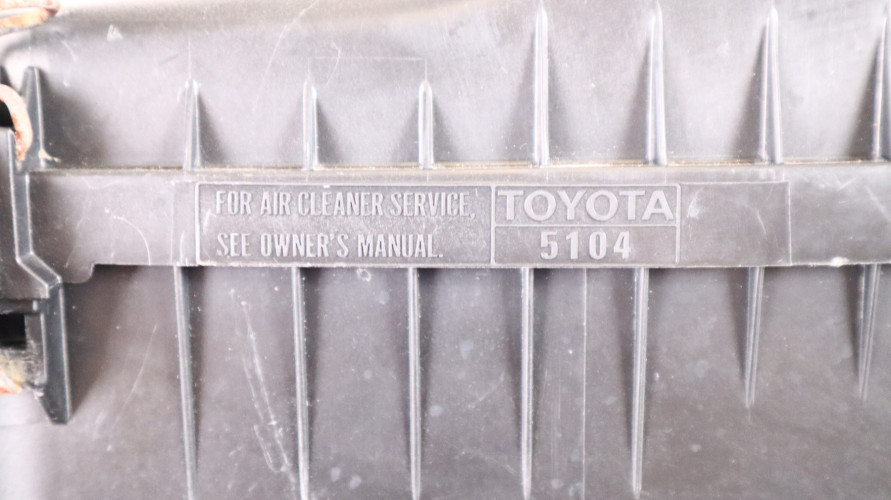 FOR AIR CLEANER SERVICE,
SEE OWNER'S MANUAL.
TOYOTA
5104